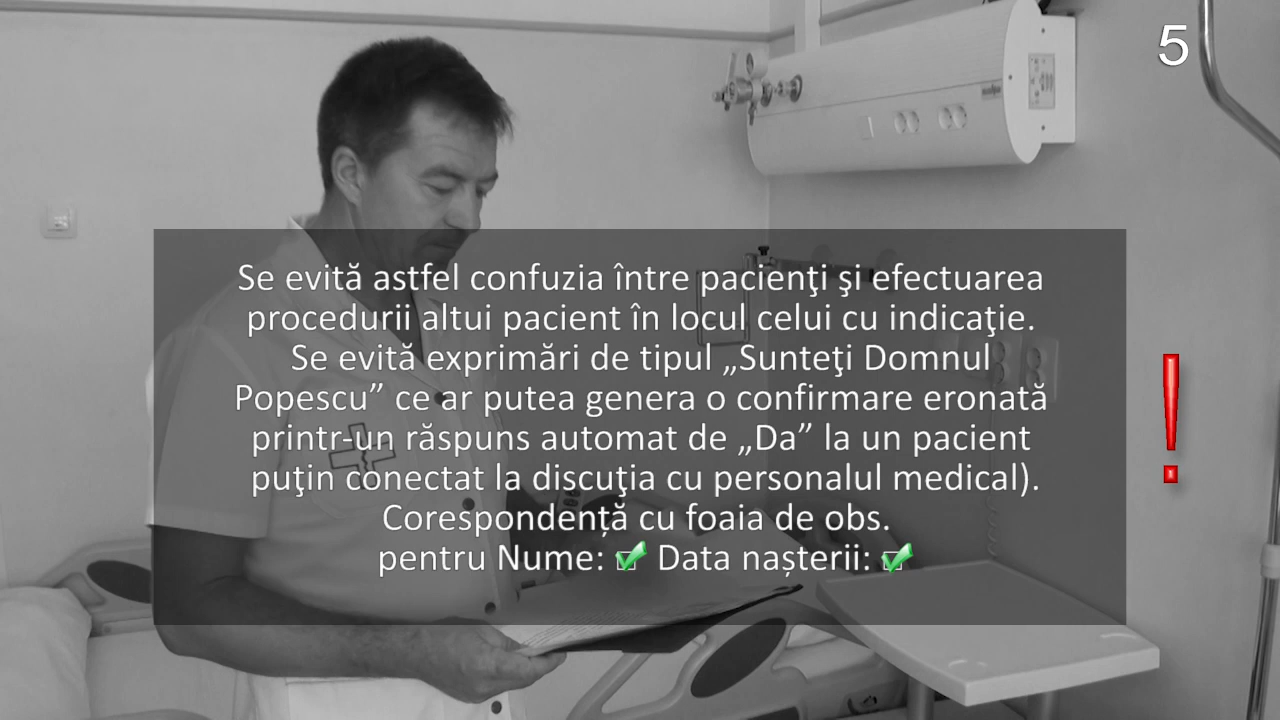 5
Se evită astfel confuzia între pacienţi şi efectuarea
procedurii altui pacient în locul celui cu indicaţie.
Se evită exprimări de tipul „Sunteţi Domnul
Popescu” ce ar putea genera o confirmare eronată
printr-un răspuns automat de „Da” la un pacient
puţin conectat la discuţia cu personalul medical).
Corespondență cu foaia de obs.
pentru Nume: ☑ Data nașterii: ☑